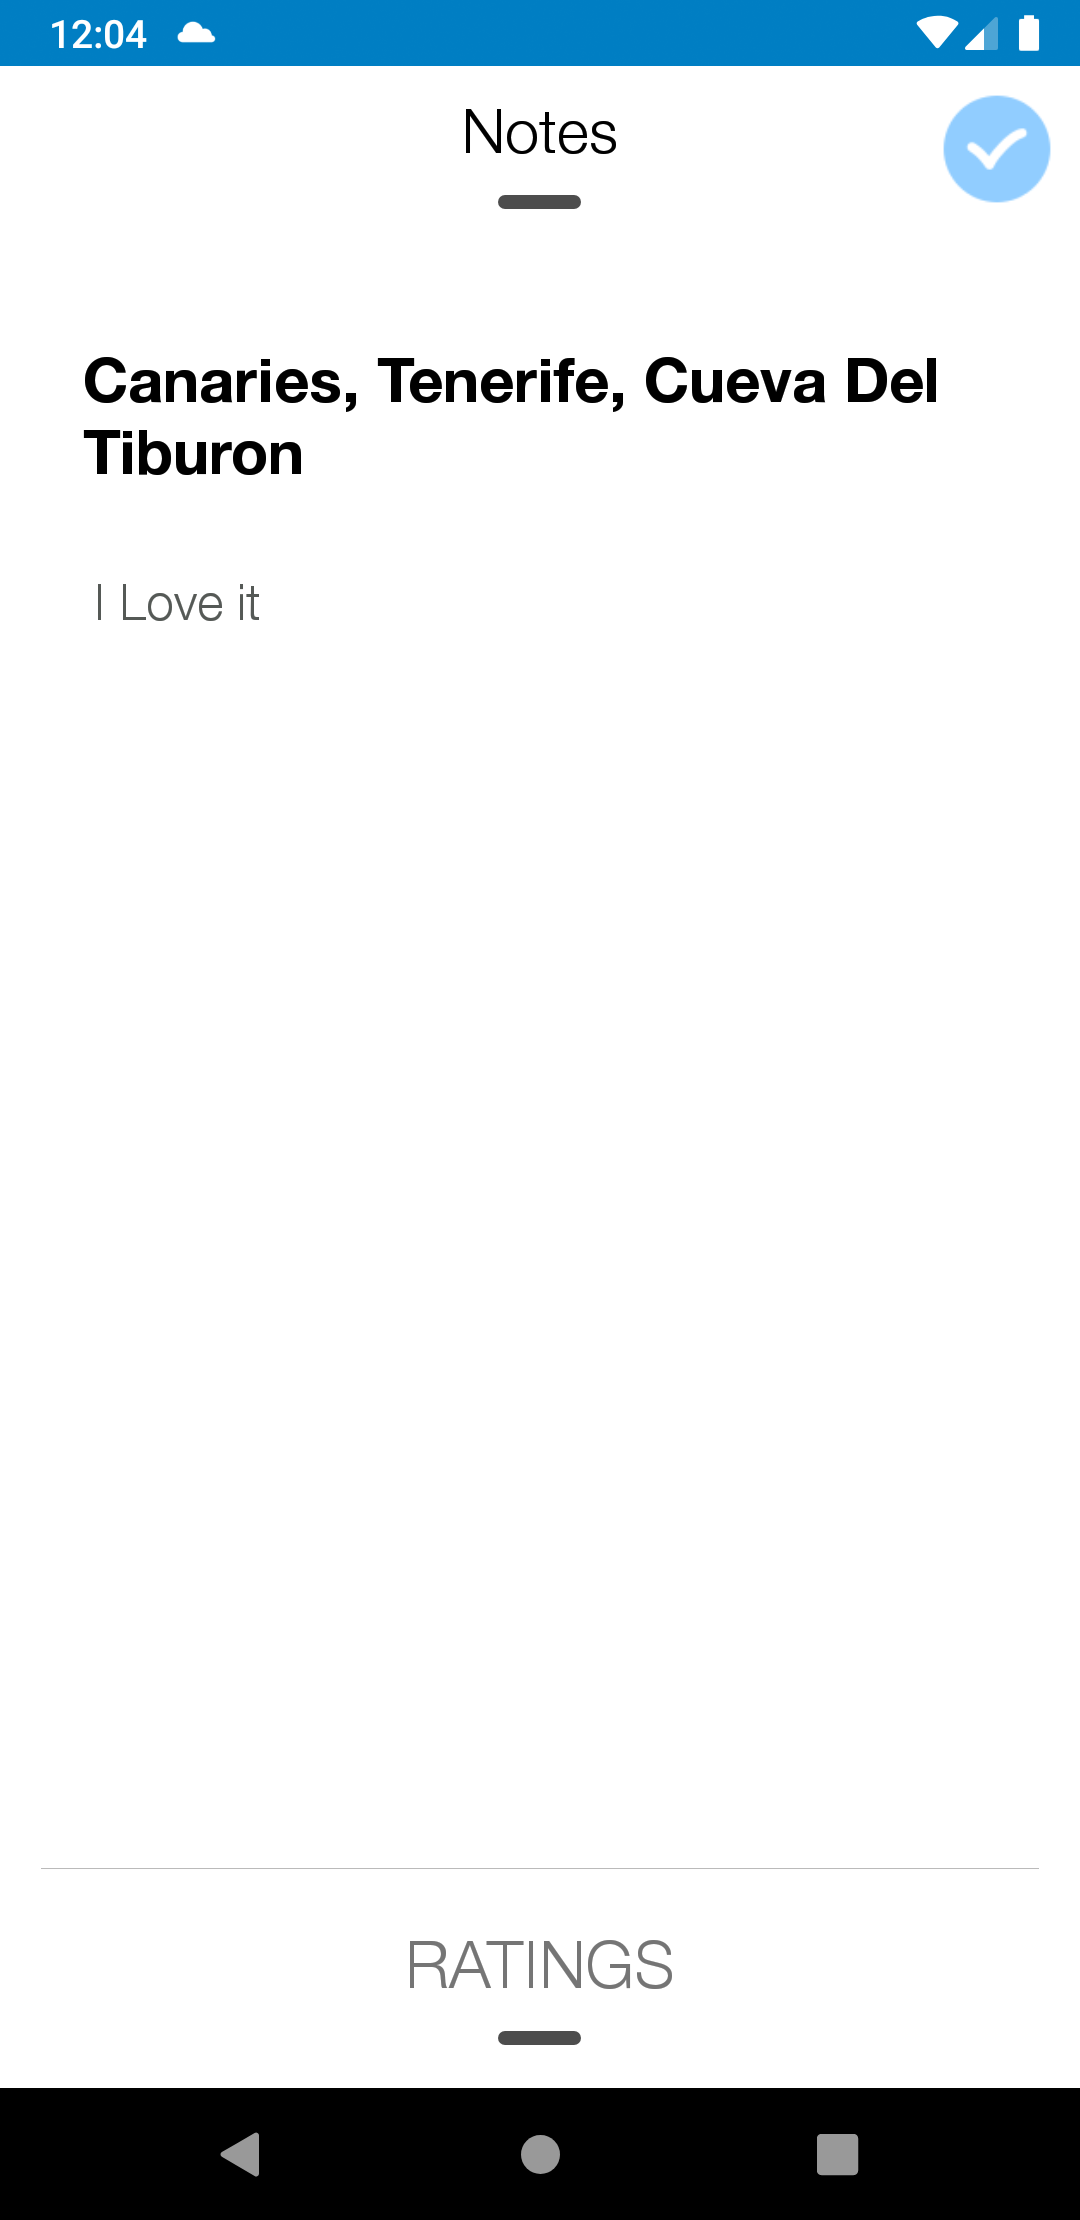 12:04
Notes
Canaries, Tenerife, Cueva Del
Tiburon
I Love it
RATINGS